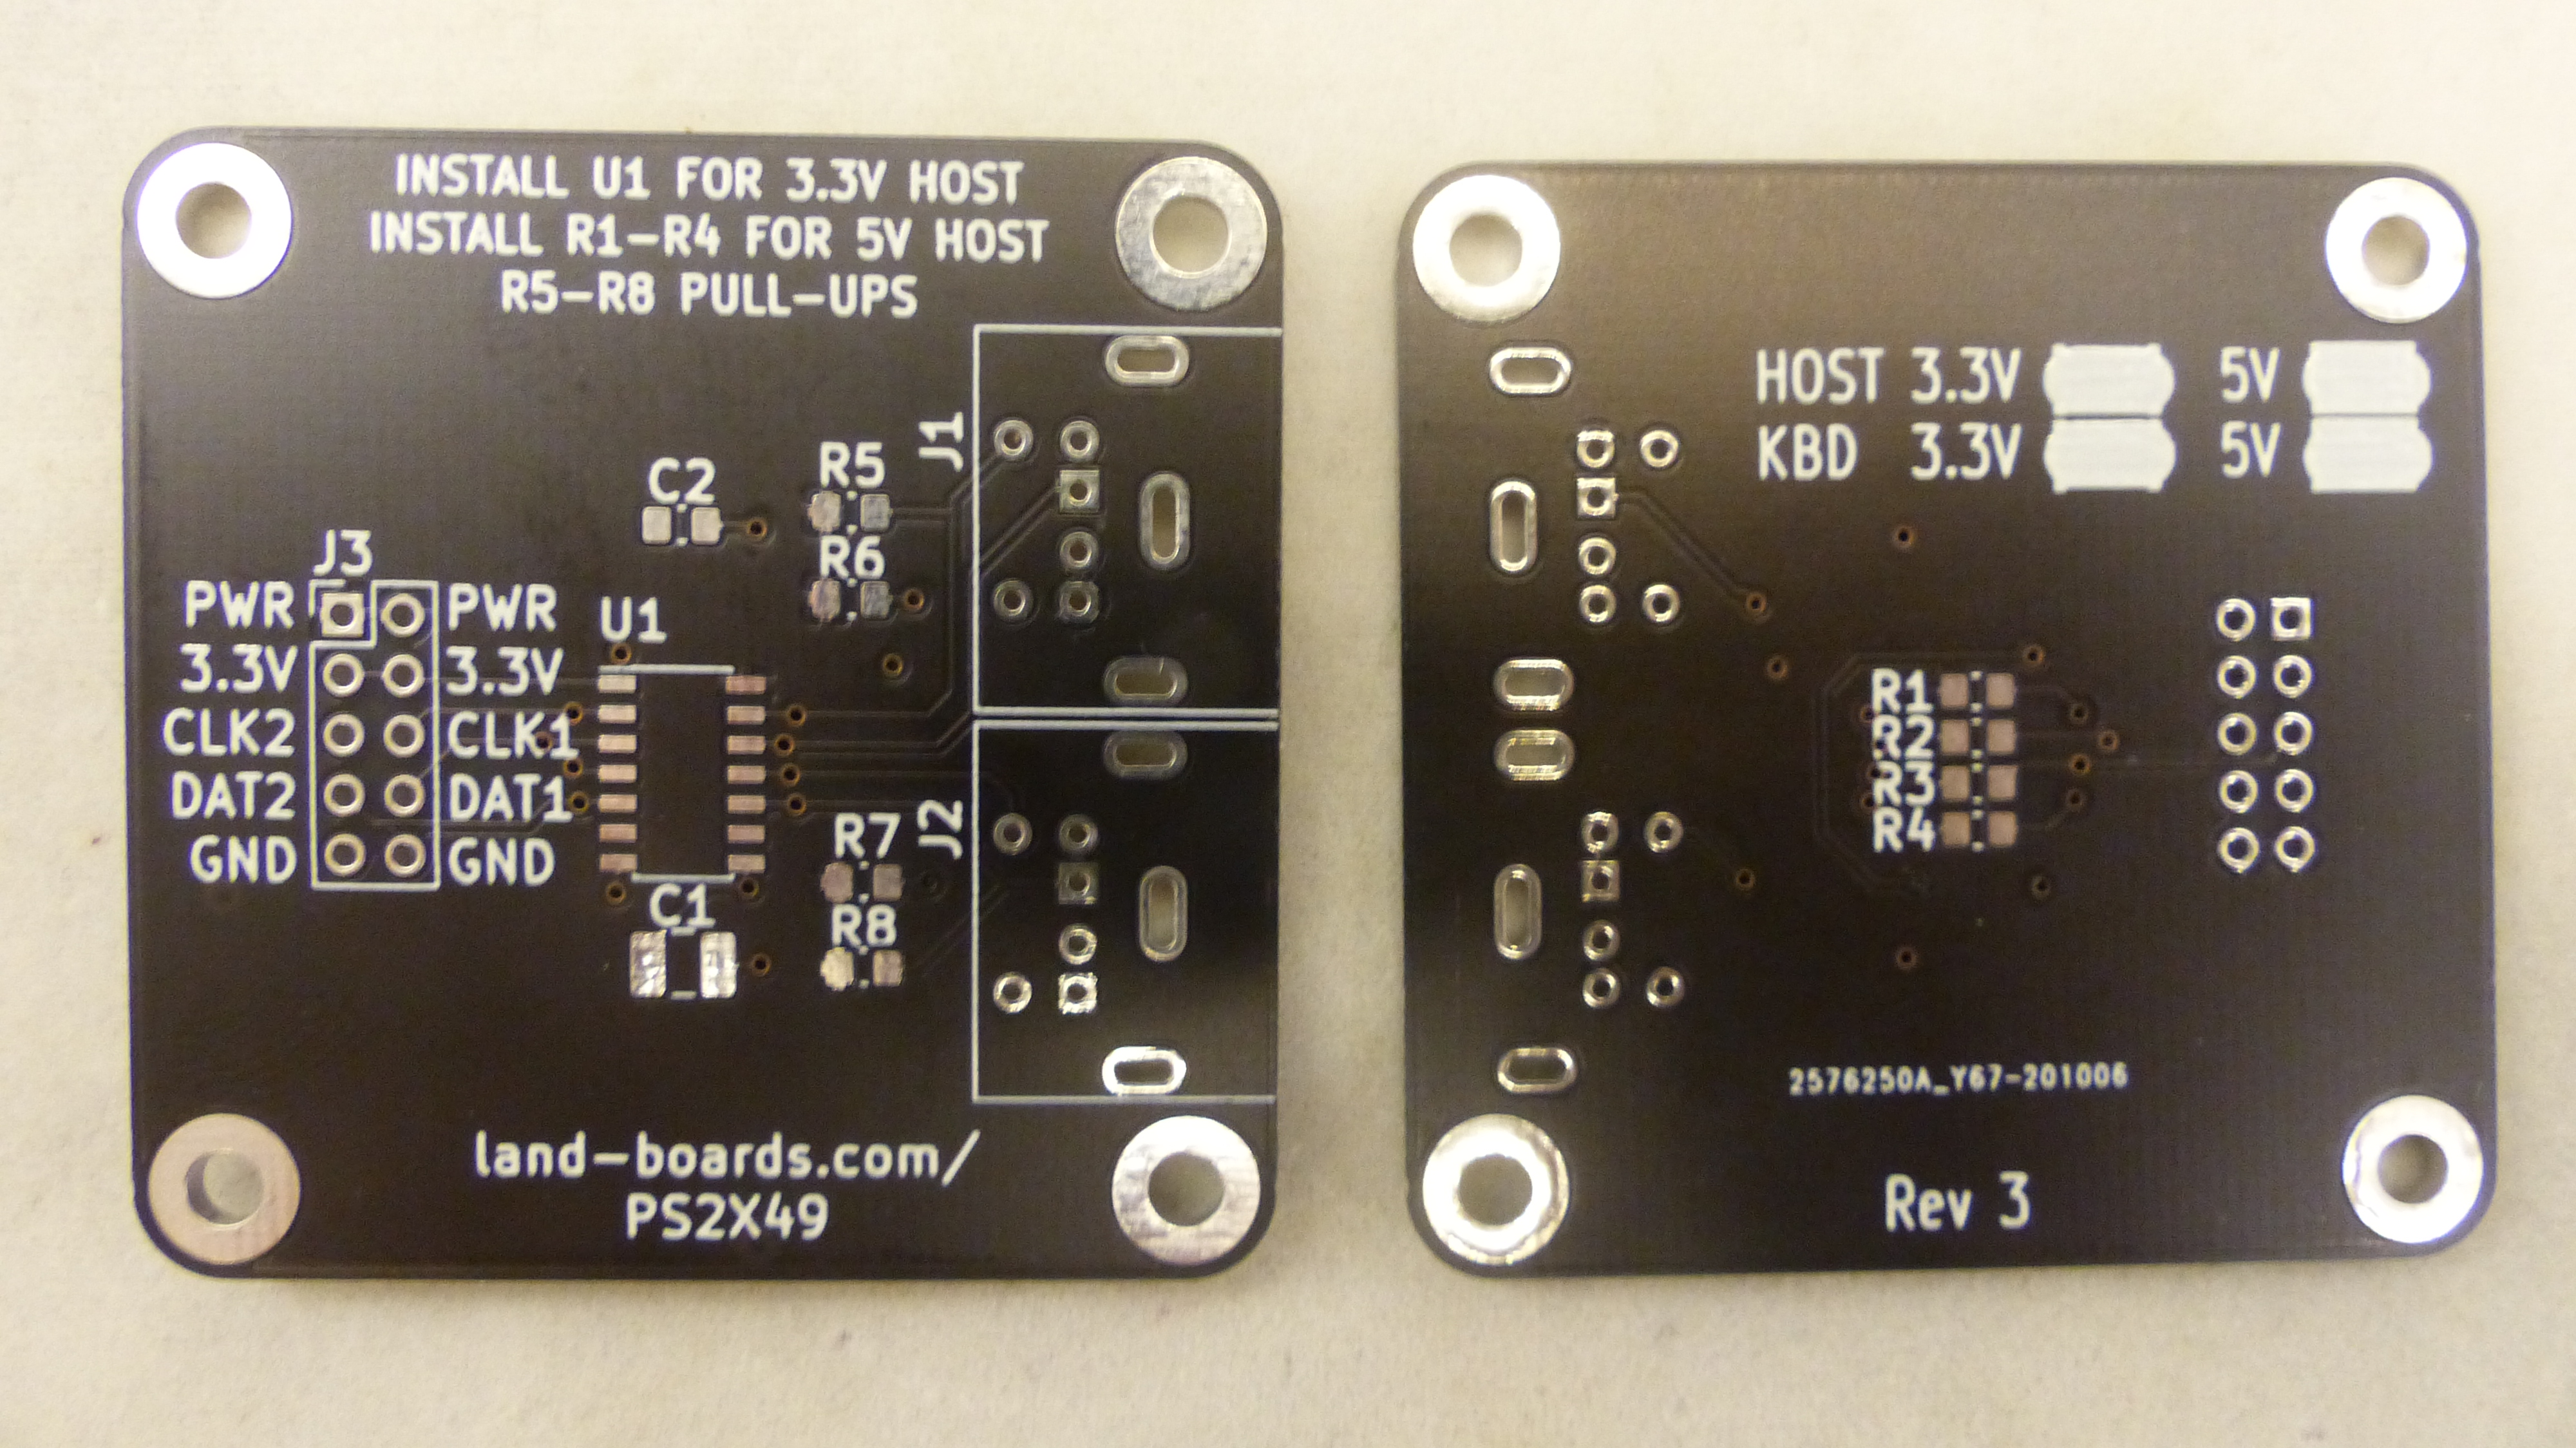 INSTALL U1 FOR 3.3V HOST
INSTALL R1-R4 FOR 5V HOST
R5-R8 PULL-UPS
J1
C2
R5
R6
J3
PWR PWR
U1
3.3V 3.3V
CLK2 CLK1
DAT2 DAT1
GND GND
J2
R7
C1
R8
land-boards.com/
PS2X49
HOST 3.3V 5V
KBD 3.3V 5V
R1
R2
R3
R4
2576250A_Y67-201006
Rev 3